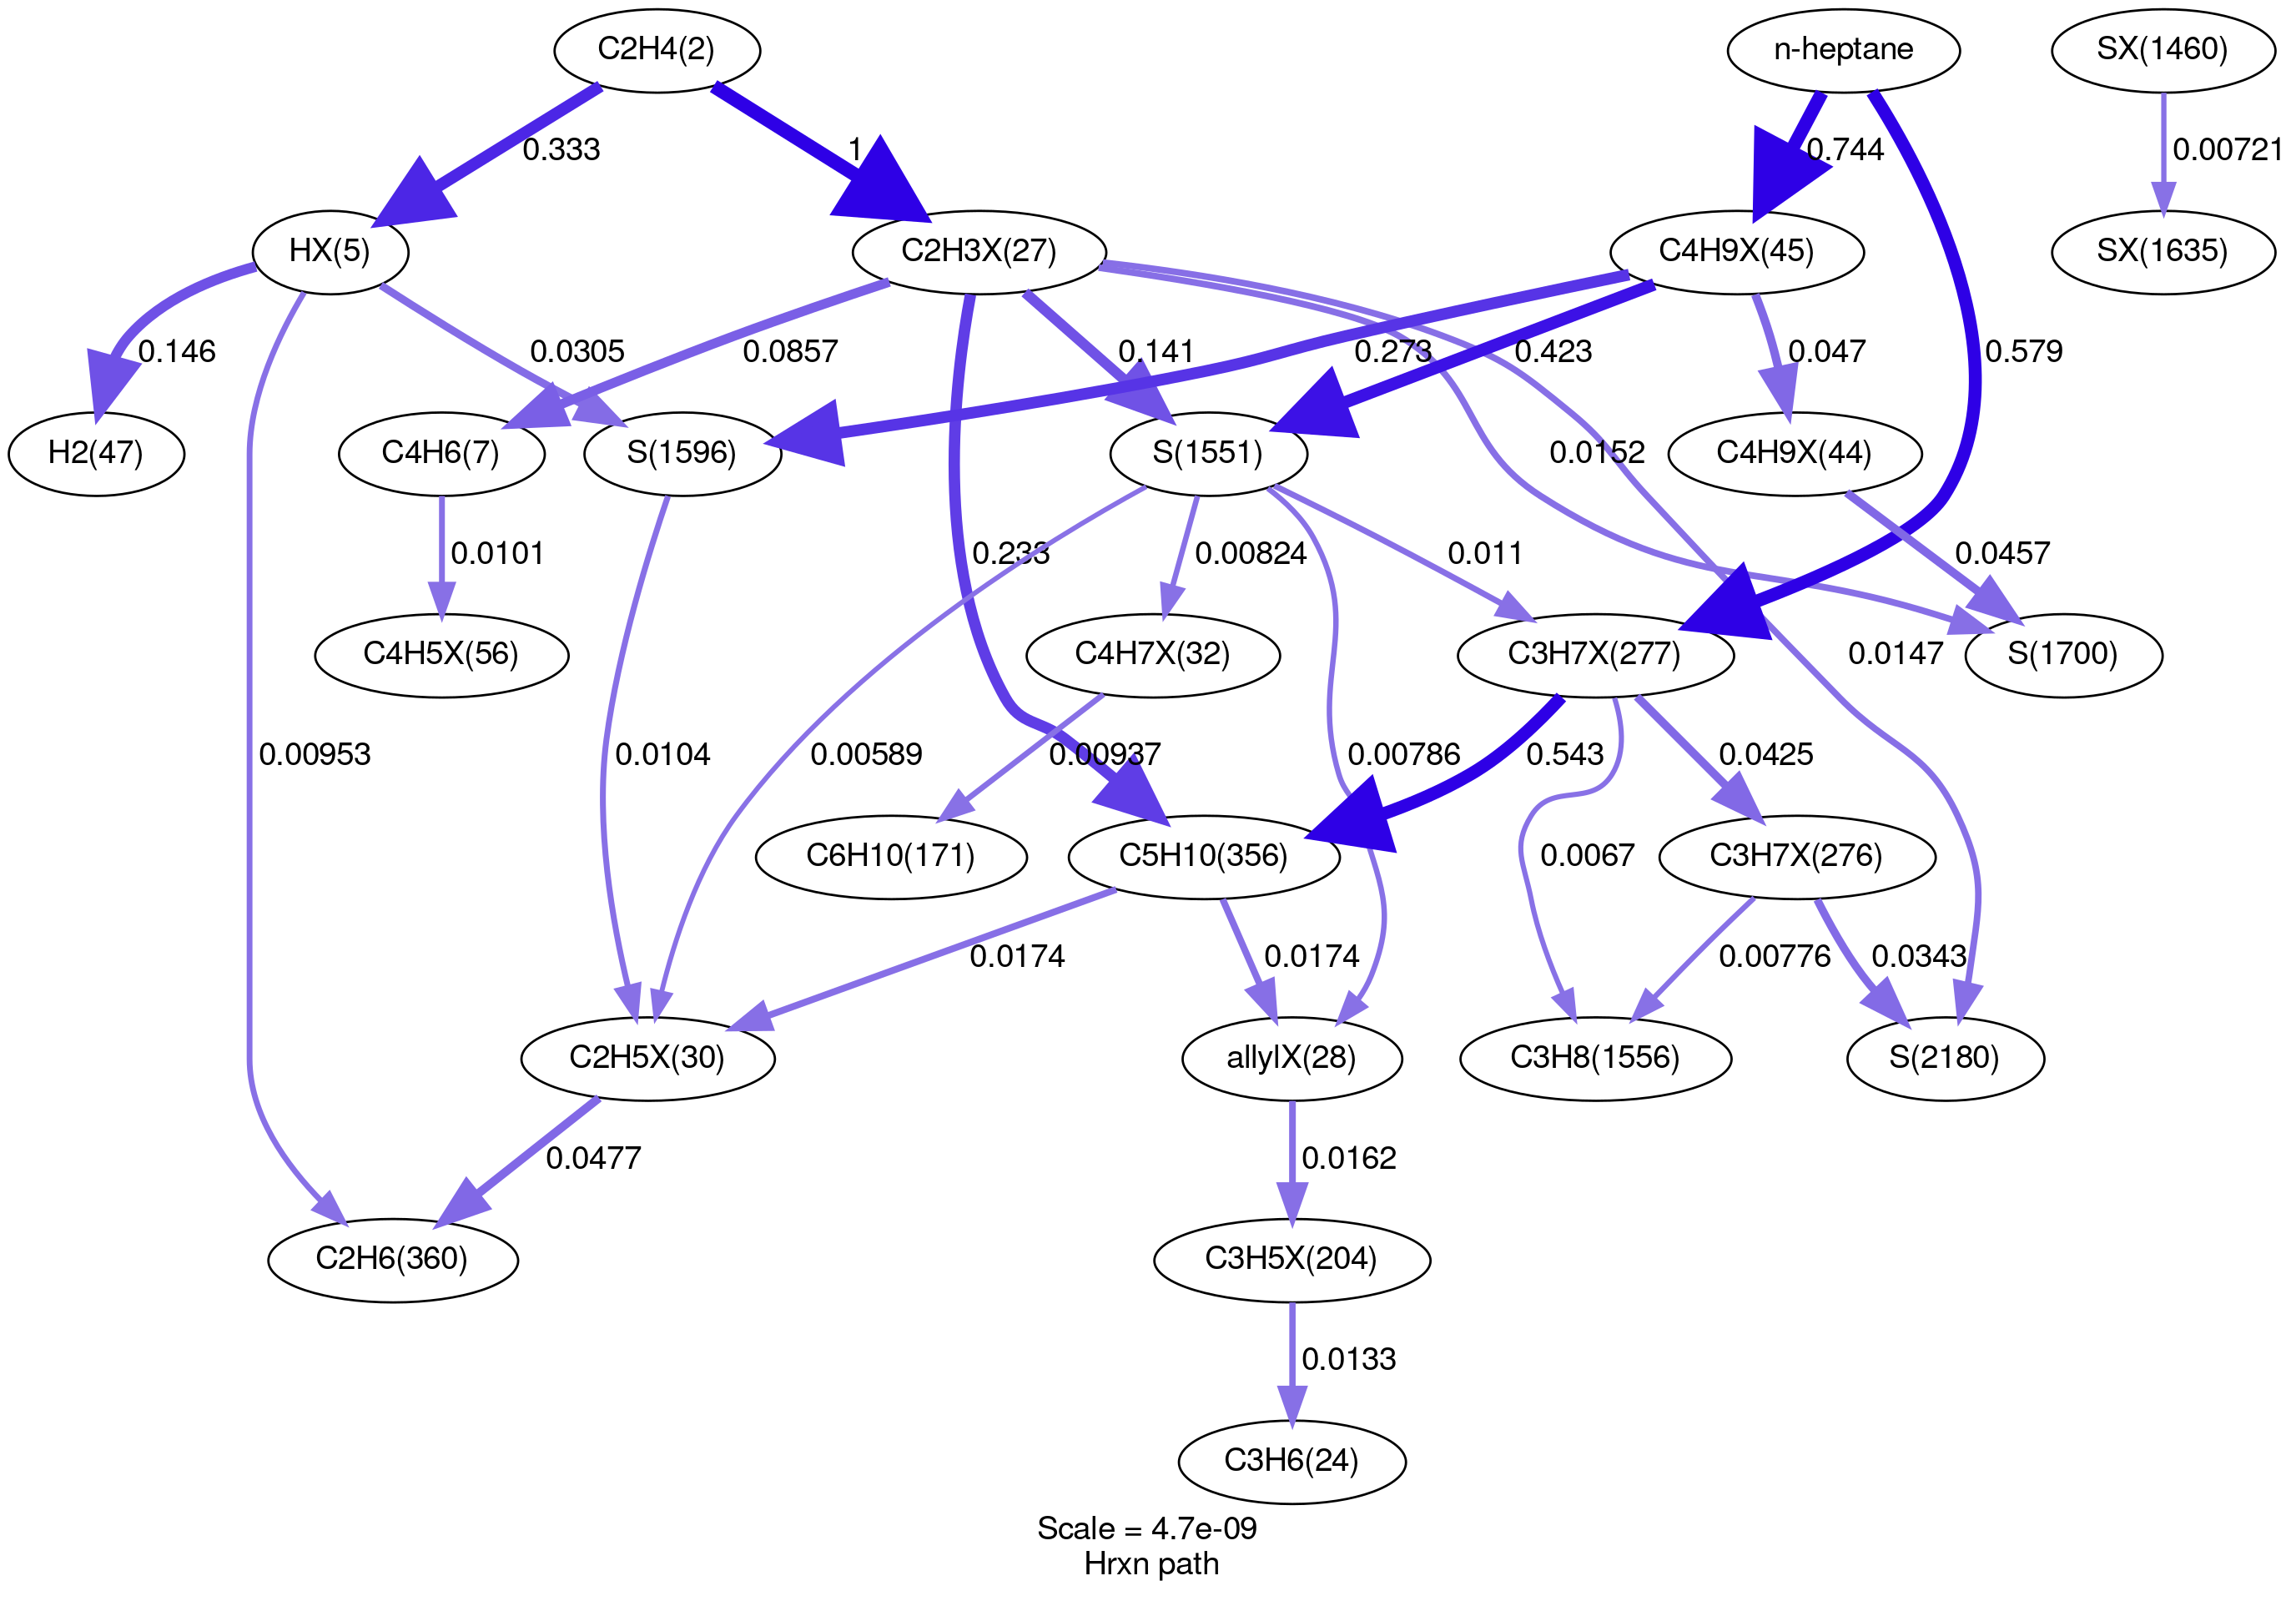 C2H4(2)
n-heptane
SX(1460)
0.333
1
0.744
0.00721
HX(5)
C2H3X(27)
C4H9X(45)
SX(1635)
0.146
0.0305
0.0857
0.141
0.273
0.423
0.047
0.579
H2(47)
C4H6(7)
S(1596)
S(1551)
C4H9X(44)
0.0152
0.0101
0.233
0.00824
0.011
0.0457
C4H5X(56)
C4H7X(32)
C3H7X(277)
0.0147
S(1700)
0.00953
0.0104
0.00589
0.00937
0.00786
0.543
0.0425
C6H10(171)
C5H10(356)
0.0067
C3H7X(276)
0.0174
0.0174
0.00776
0.0343
C2H5X(30)
allylX(28)
C3H8(1556)
S(2180)
0.0477
0.0162
C2H6(360)
C3H5X(204)
0.0133
C3H6(24)
Scale = 4.7e-09
Hrxn path